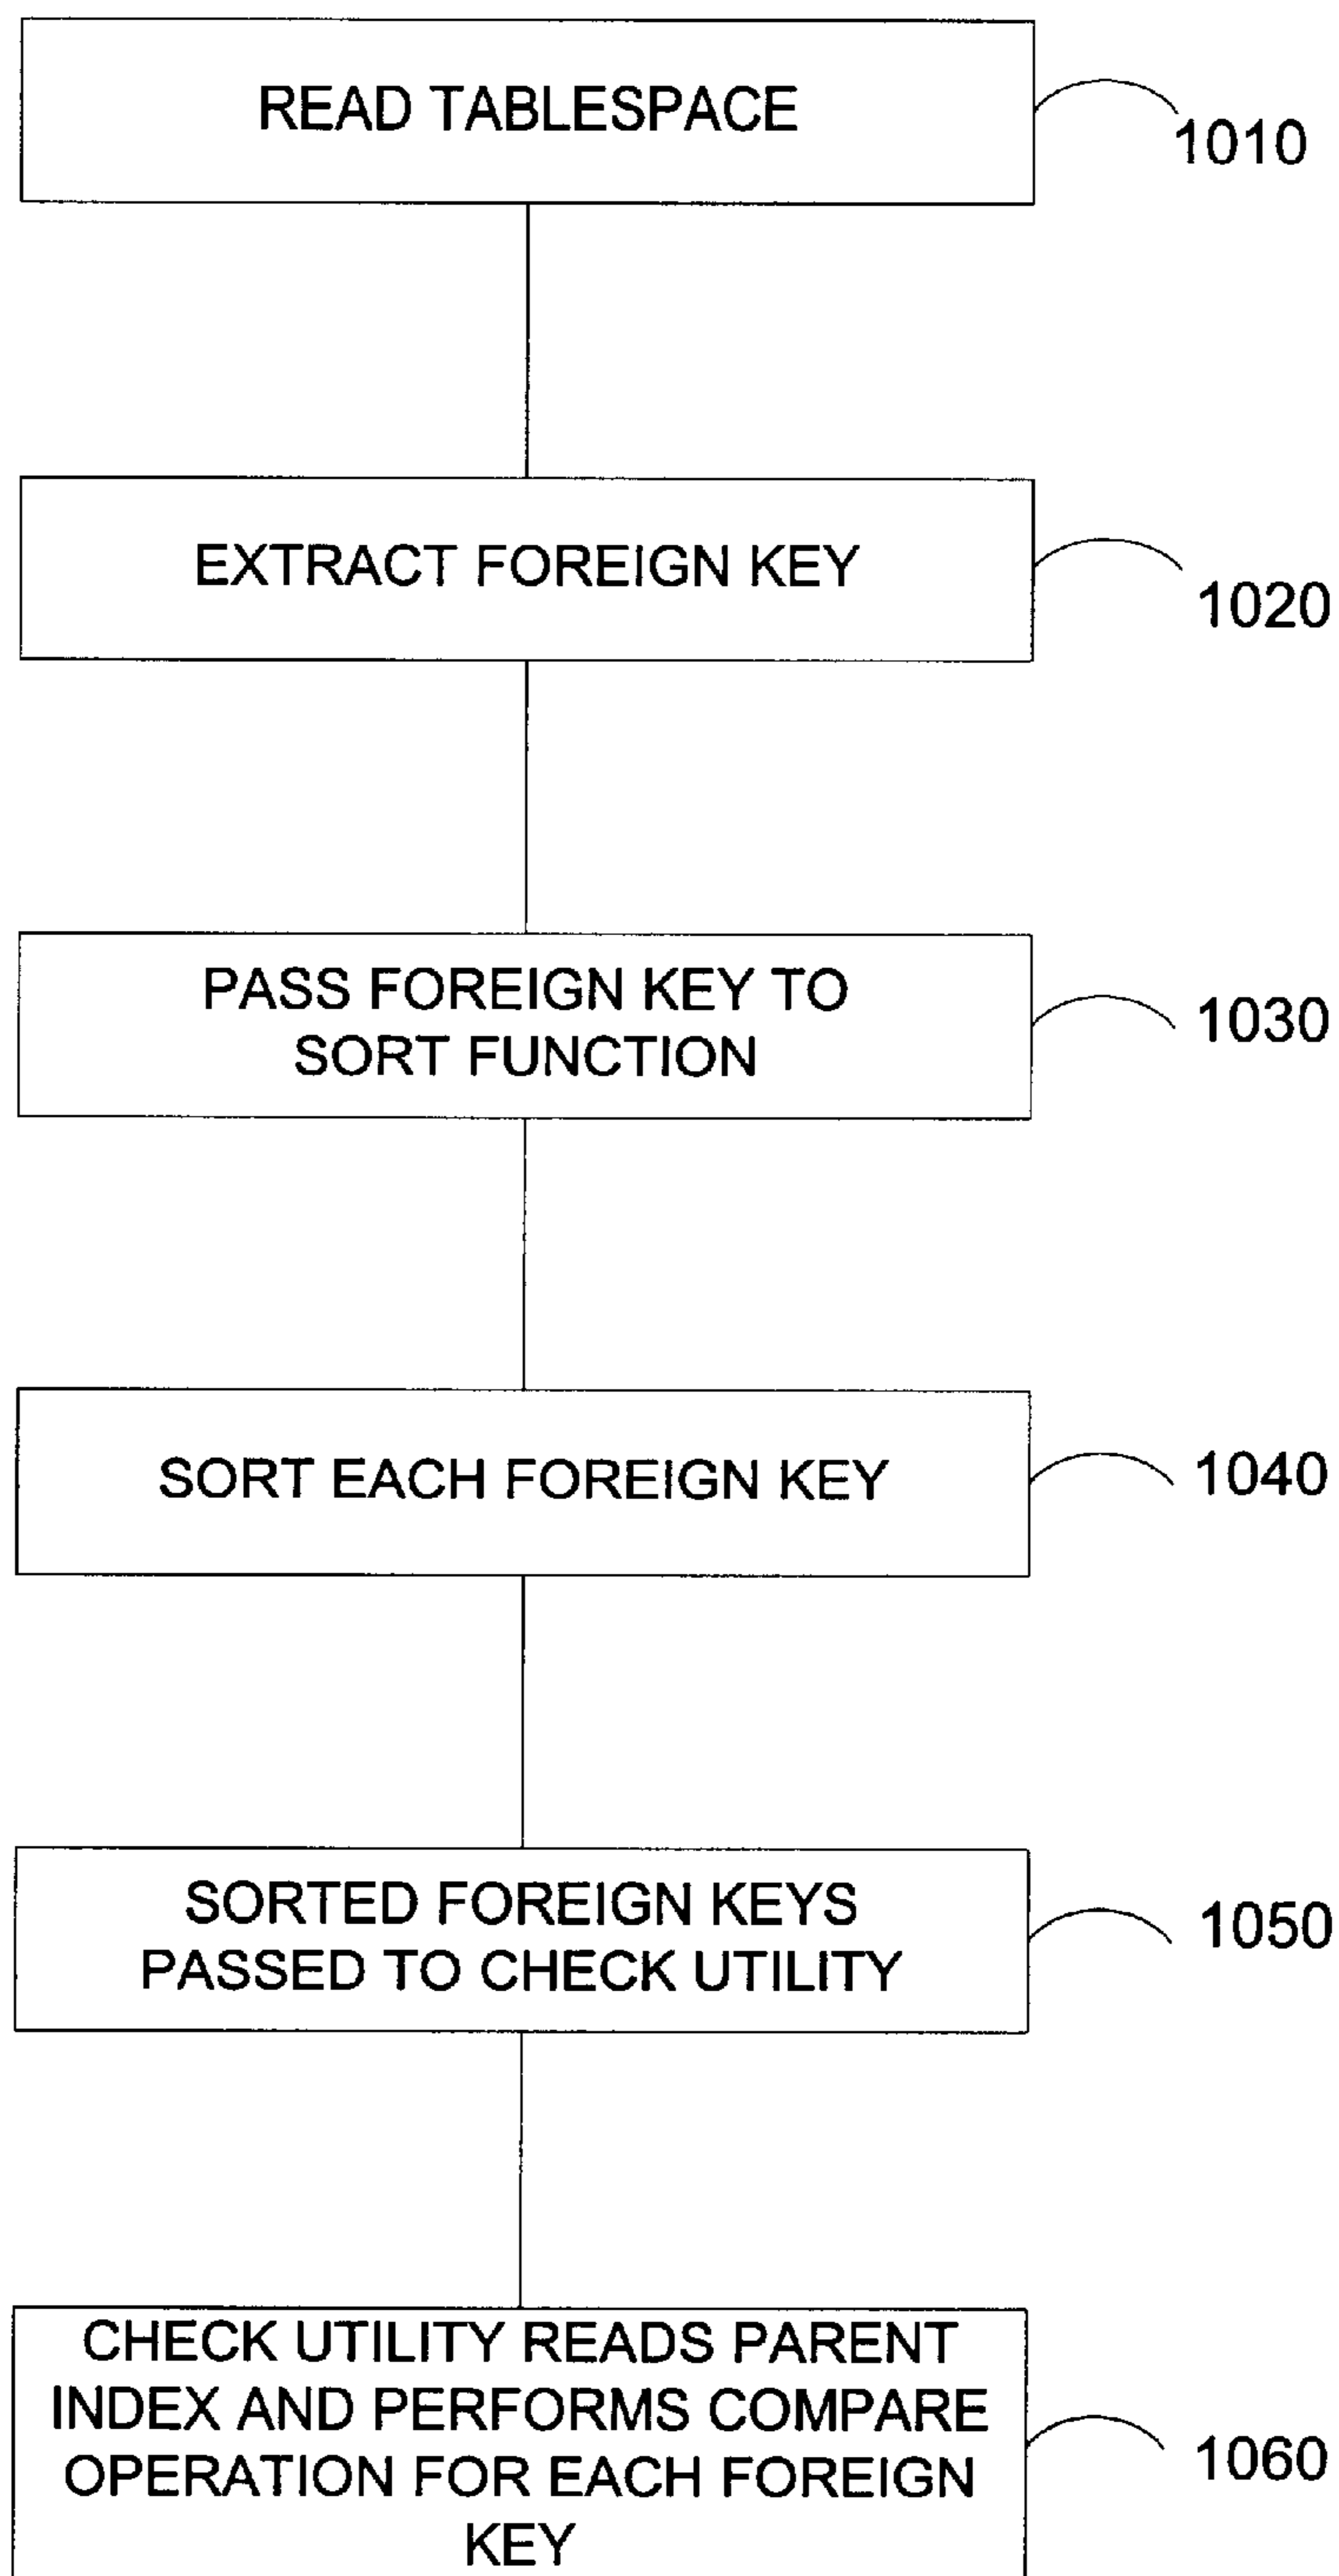 READ TABLESPACE
1010
EXTRACT FOREIGN KEY
1020
PASS FOREIGN KEY TO
SORT FUNCTION
1030
SORT EACH FOREIGN KEY
1040
SORTED FOREIGN KEYS
PASSED TO CHECK UTILITY
1050
CHECK UTILITY READS PARENT
INDEX AND PERFORMS COMPARE
OPERATION FOR EACH FOREIGN
KEY
1060